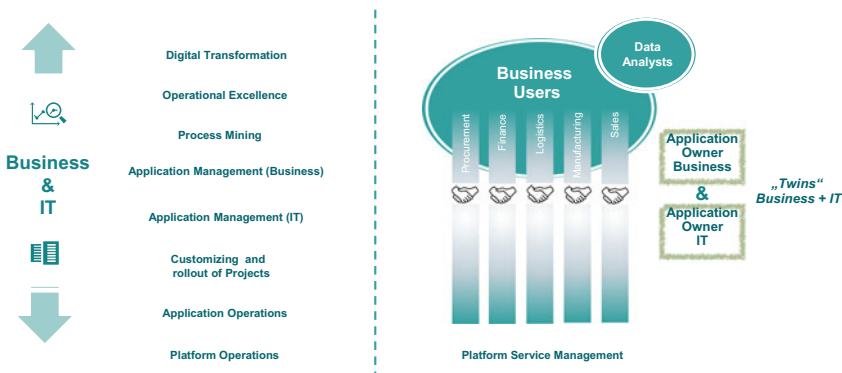 Digital Transformation
Operational Excellence
Process Mining
Business
&
IT
Application Management (Business)
Application Management (IT)
Customizing and
rollout of Projects
Application Operations
Platform Operations
Data
Analysts
Business
Users
Procurement
Finance
Logistics
Manufacturing
Sales
Application
Owner
Business
&
Application
Owner
IT
„Twins“
Business + IT
Platform Service Management